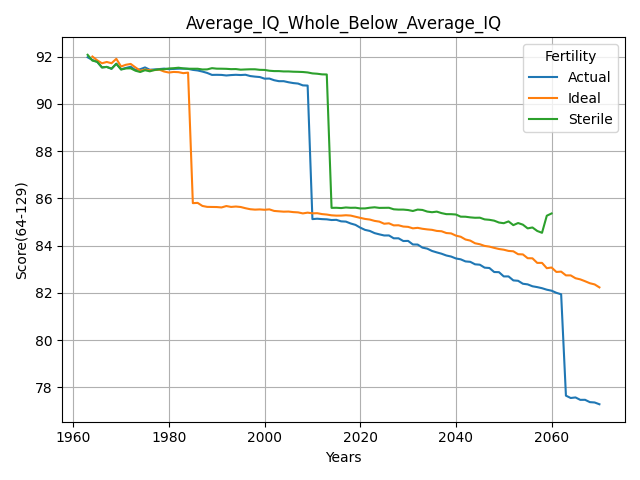 Average_IQ_Whole_Below_Average_IQ
Fertility
Actual
Ideal
Sterile
Score(64-129)
92
90
88
86
84
82
80
78
1960
1980
2000
2020
2040
2060
Years